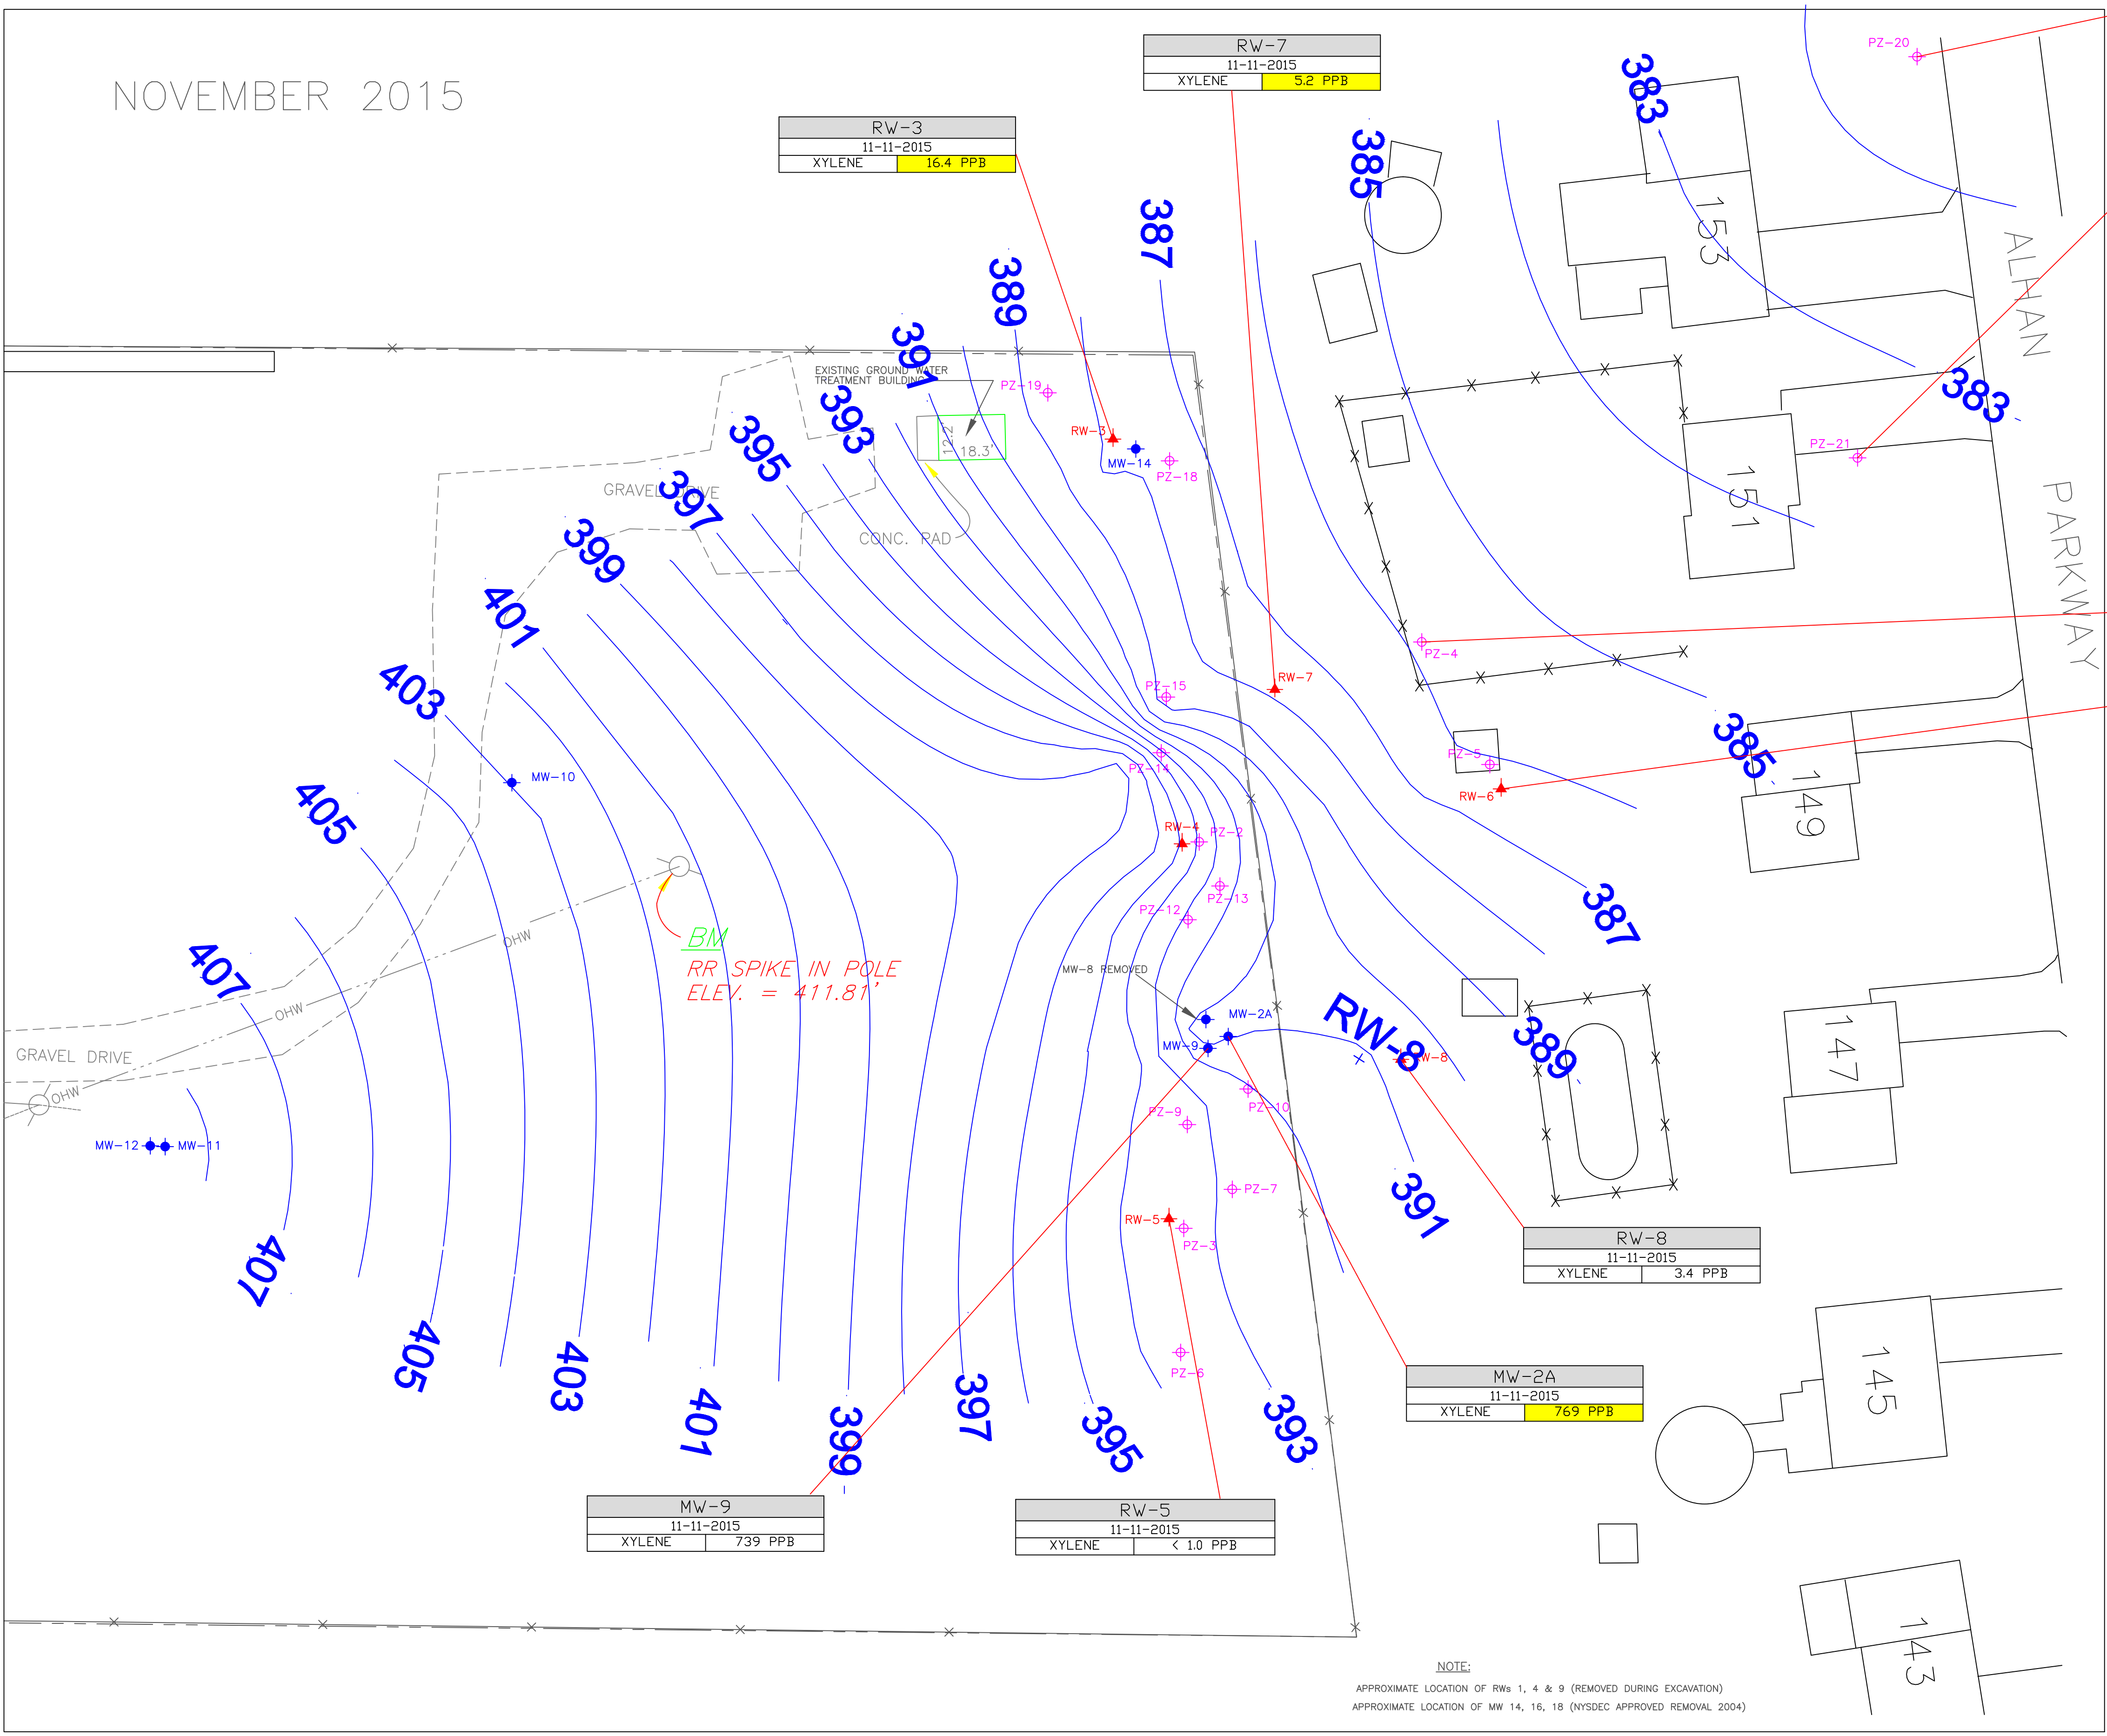 NOVEMBER 2015
RW-7
11-11-2015
XYLENE 5.2 PPB
RW-3
11-11-2015
XYLENE 16.4 PPB
PZ-20
383
385
387
389
391
393
395
397
399
401
403
405
407
153
ALHAN PARKWAY
383
EXISTING GROUND WATER
TREATMENT BUILDING
12.2'
18.3'
PZ-19
RW-3
MW-14
PZ-18
GRAVEL DRIVE
CONC. PAD
PZ-21
151
PZ-4
RW-7
PZ-15
PZ-14
PZ-5
RW-6
385
149
MW-10
RW-4
PZ-2
PZ-13
PZ-12
387
OHW
BM
RR SPIKE IN POLE
ELEV. = 411.81'
MW-8 REMOVED
MW-2A
MW-9
RW-8
RW-8
389
147
OHW
GRAVEL DRIVE
OHW
PZ-10
PZ-9
MW-12
MW-11
PZ-7
391
RW-5
PZ-3
PZ-6
407
405
403
401
399
397
395
393
RW-8
11-11-2015
XYLENE 3.4 PPB
MW-2A
11-11-2015
XYLENE 769 PPB
145
MW-9
11-11-2015
XYLENE 739 PPB
RW-5
11-11-2015
XYLENE < 1.0 PPB
143
NOTE:
APPROXIMATE LOCATION OF RWs 1, 4 & 9 (REMOVED DURING EXCAVATION)
APPROXIMATE LOCATION OF MW 14, 16, 18 (NYSDEC APPROVED REMOVAL 2004)